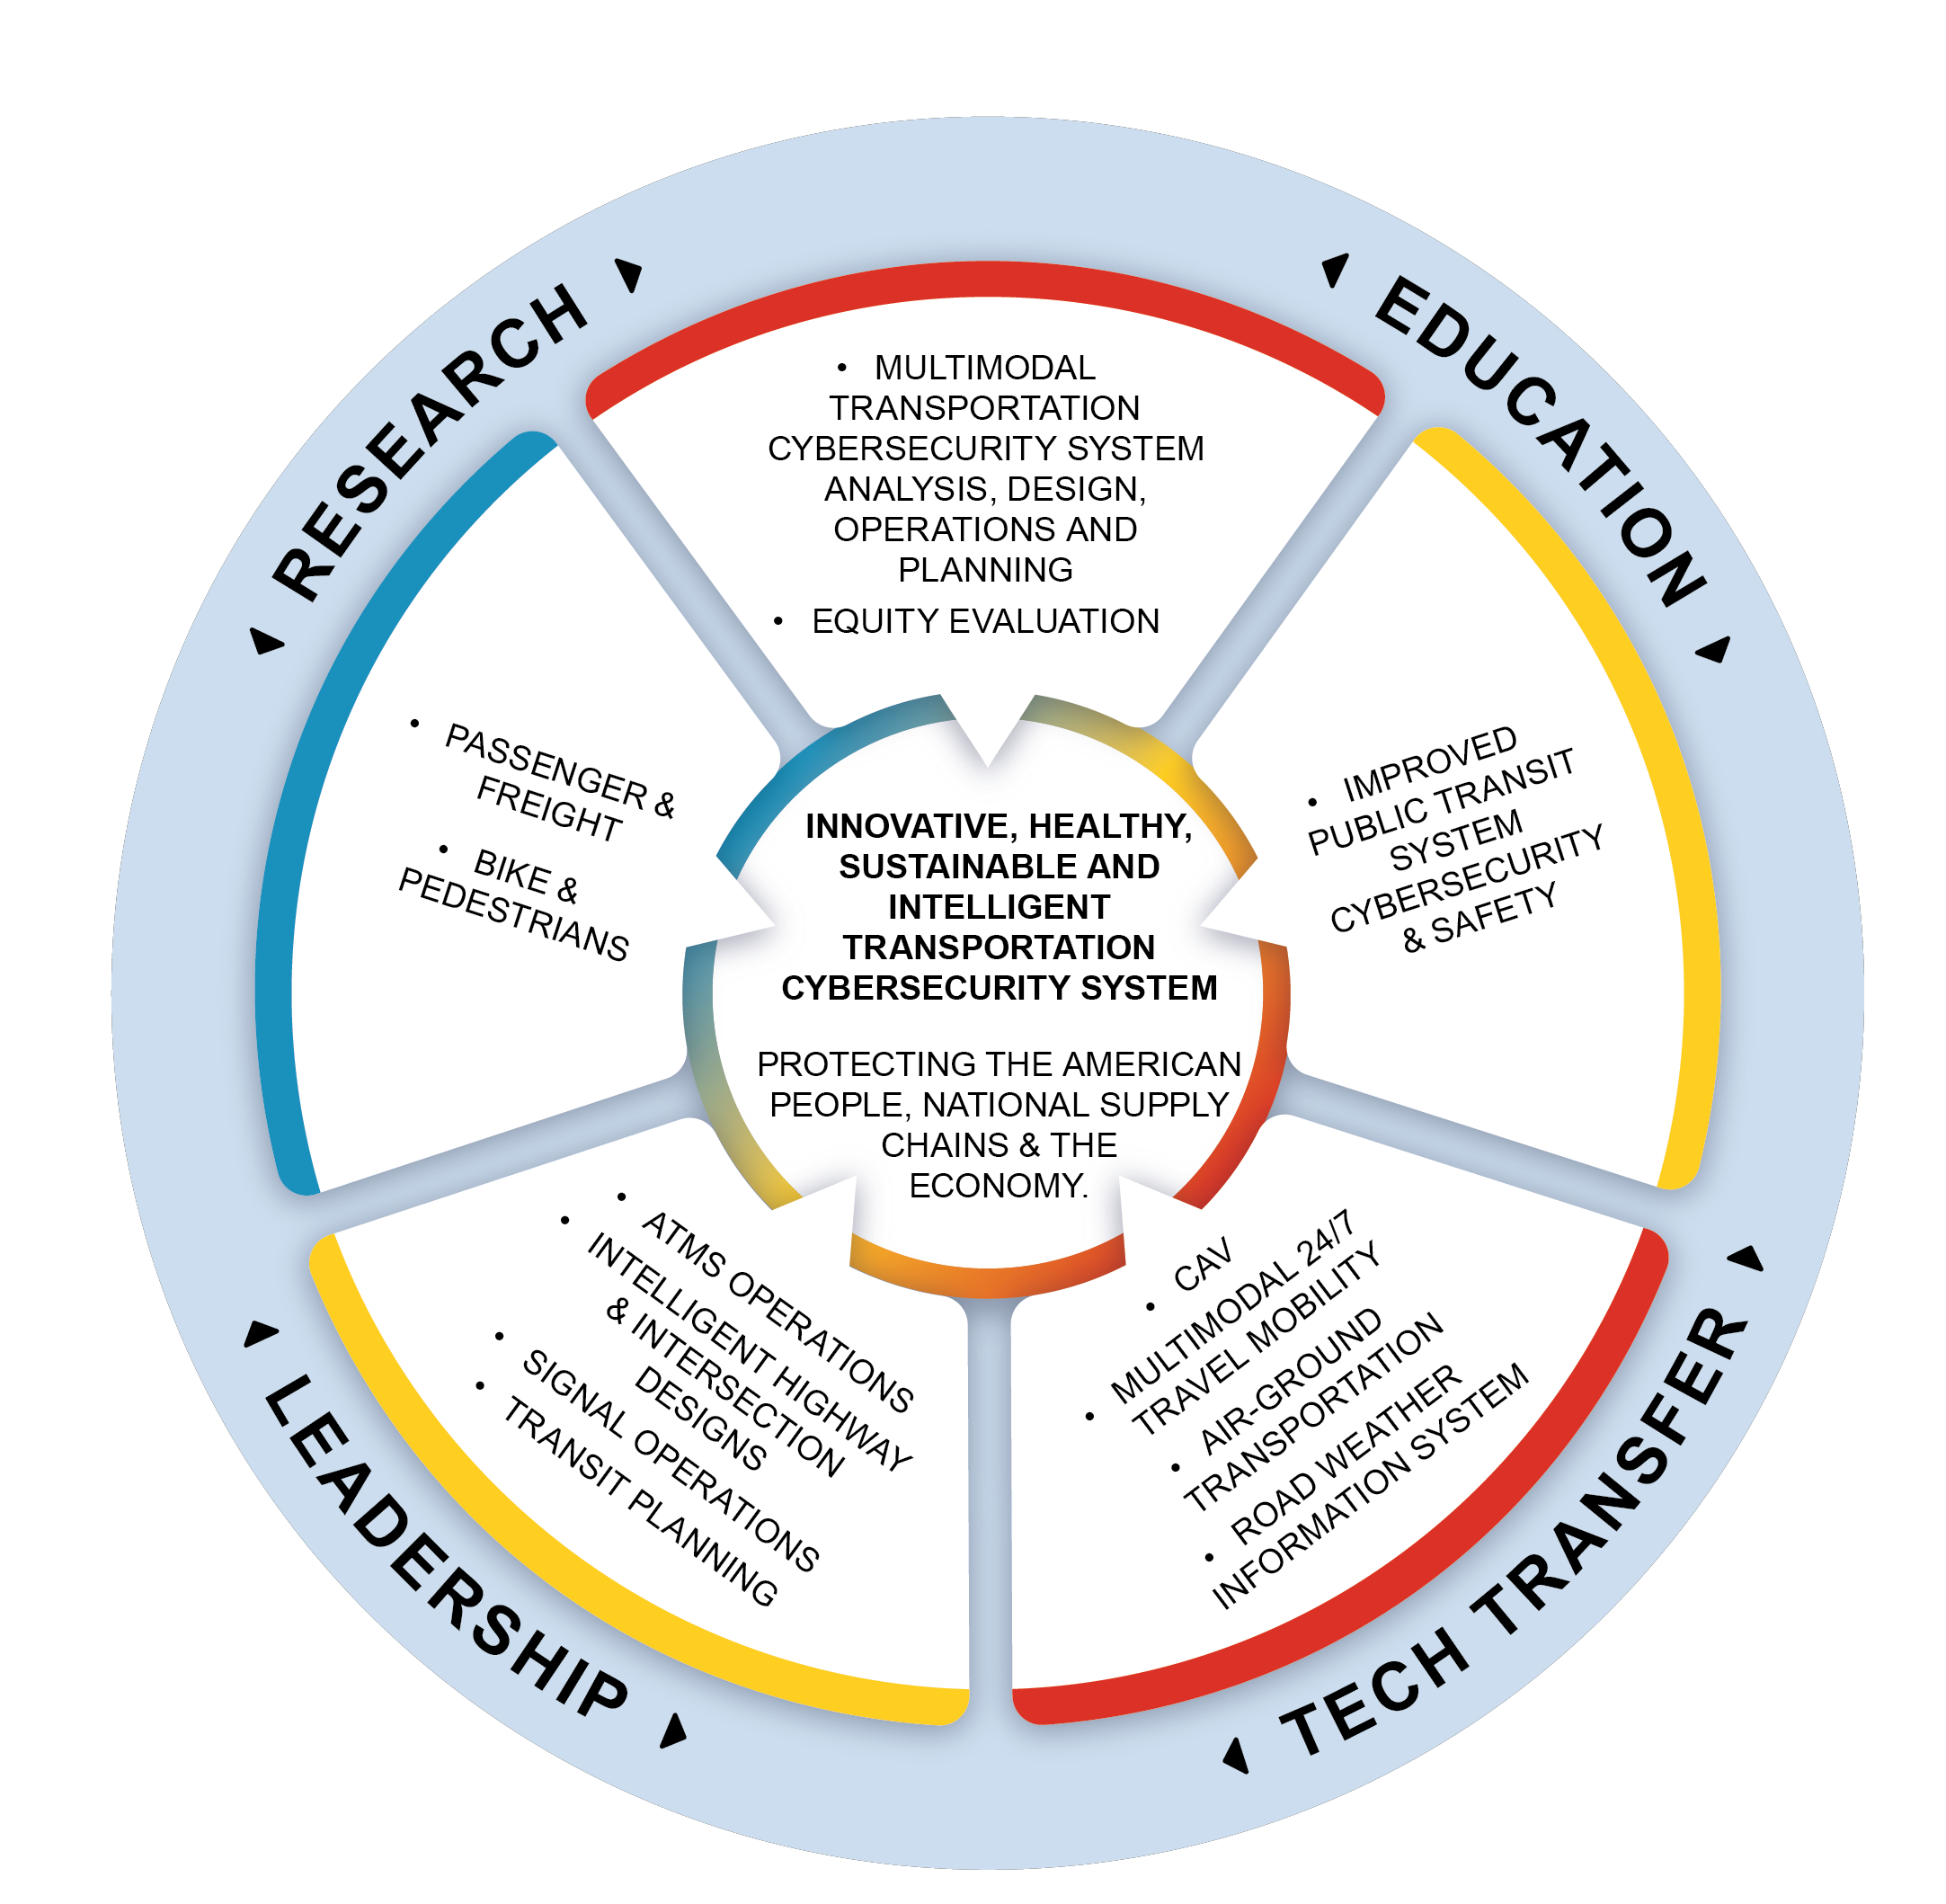 RESEARCH
EDUCATION
• MULTIMODAL
TRANSPORTATION
CYBERSECURITY SYSTEM
ANALYSIS, DESIGN,
OPERATIONS AND
PLANNING
• EQUITY EVALUATION
• PASSENGER &
FREIGHT
• BIKE &
PEDESTRIANS
INNOVATIVE, HEALTHY,
SUSTAINABLE AND
INTELLIGENT
TRANSPORTATION
CYBERSECURITY SYSTEM
PROTECTING THE AMERICAN
PEOPLE, NATIONAL SUPPLY
CHAINS & THE
ECONOMY.
• IMPROVED
PUBLIC TRANSIT
SYSTEM
CYBERSECURITY
& SAFETY
• ATMS OPERATIONS
• INTELLIGENT HIGHWAY
& INTERSECTION
DESIGNS
• SIGNAL OPERATIONS
• TRANSIT PLANNING
• CAV
• MULTIMODAL 24/7
TRAVEL MOBILITY
• AIR-GROUND
TRANSPORTATION
• ROAD WEATHER
INFORMATION SYSTEM
LEADERSHIP
TECH TRANSFER